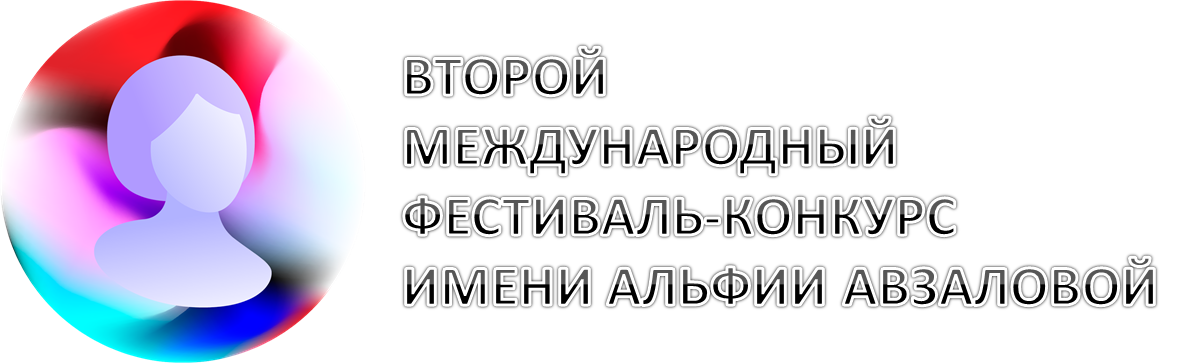 ВТОРОЙ
МЕЖДУНАРОДНЫЙ
ФЕСТИВАЛЬ-КОНКУРС
ИМЕНИ АЛЬФИИ АВЗАЛОВОЙ